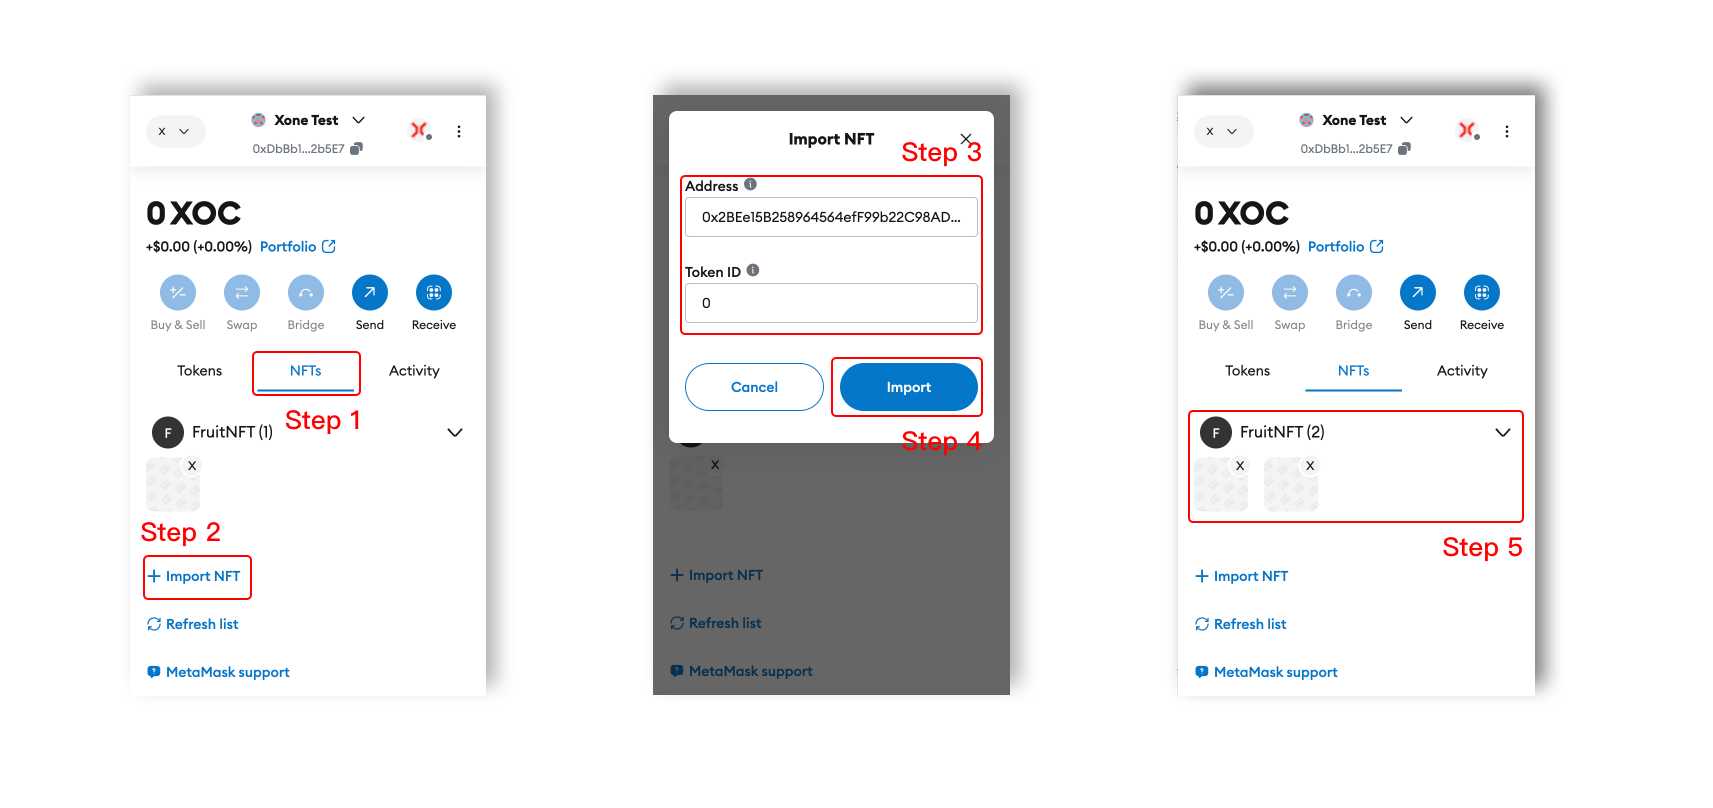 X
Xone Test
0xDbBb1...2b5E7
0 XOC
+$0.00 (+0.00%) Portfolio
Buy & Sell Swap Bridge Send Receive
Tokens NFTs Activity
Step 1
F FruitNFT (1)
X
Step 2
+ Import NFT
Refresh list
MetaMask support
Import NFT
Step 3
Address
0x2BEe15B258964564efF99b22C98AD...
Token ID
0
Cancel Import
Step 4
X
+ Import NFT
Refresh list
MetaMask support
X
Xone Test
0xDbBb1...2b5E7
0 XOC
+$0.00 (+0.00%) Portfolio
Buy & Sell Swap Bridge Send Receive
Tokens NFTs Activity
F FruitNFT (2)
X X
Step 5
+ Import NFT
Refresh list
MetaMask support